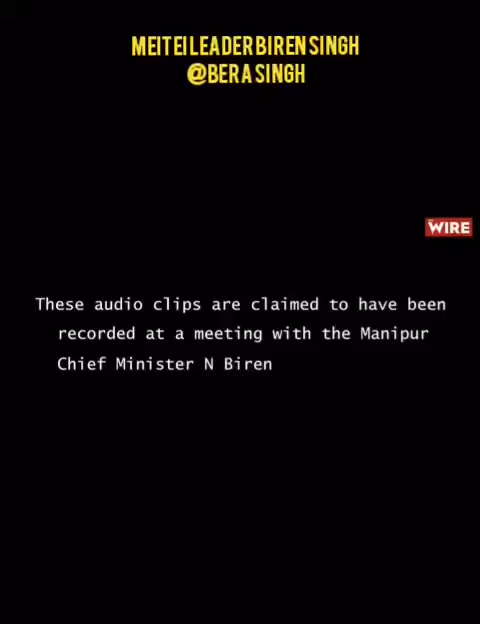 MEITEI LEADER BIREN SINGH
@BERA SINGH
THE WIRE
These audio clips are claimed to have been
recorded at a meeting with the Manipur
Chief Minister N Biren